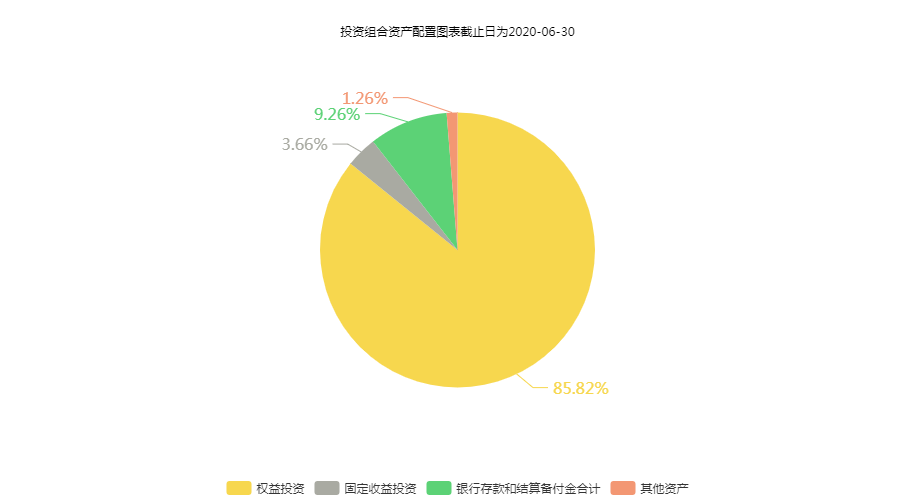 投资组合资产配置图表截止日为2020-06-30
1.26%
9.26%
3.66%
85.82%
权益投资 固定收益投资 银行存款和结算备付金合计 其他资产